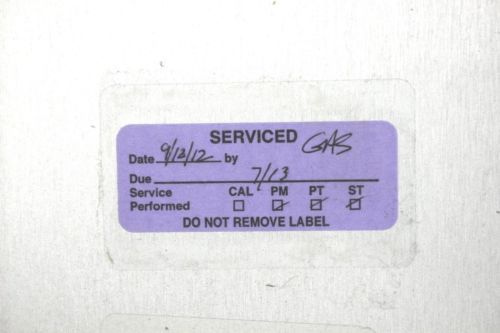 SERVICED GAS
Date 9/13/12 by
Due 7/13
Service CAL PM PT ST
Performed
DO NOT REMOVE LABEL